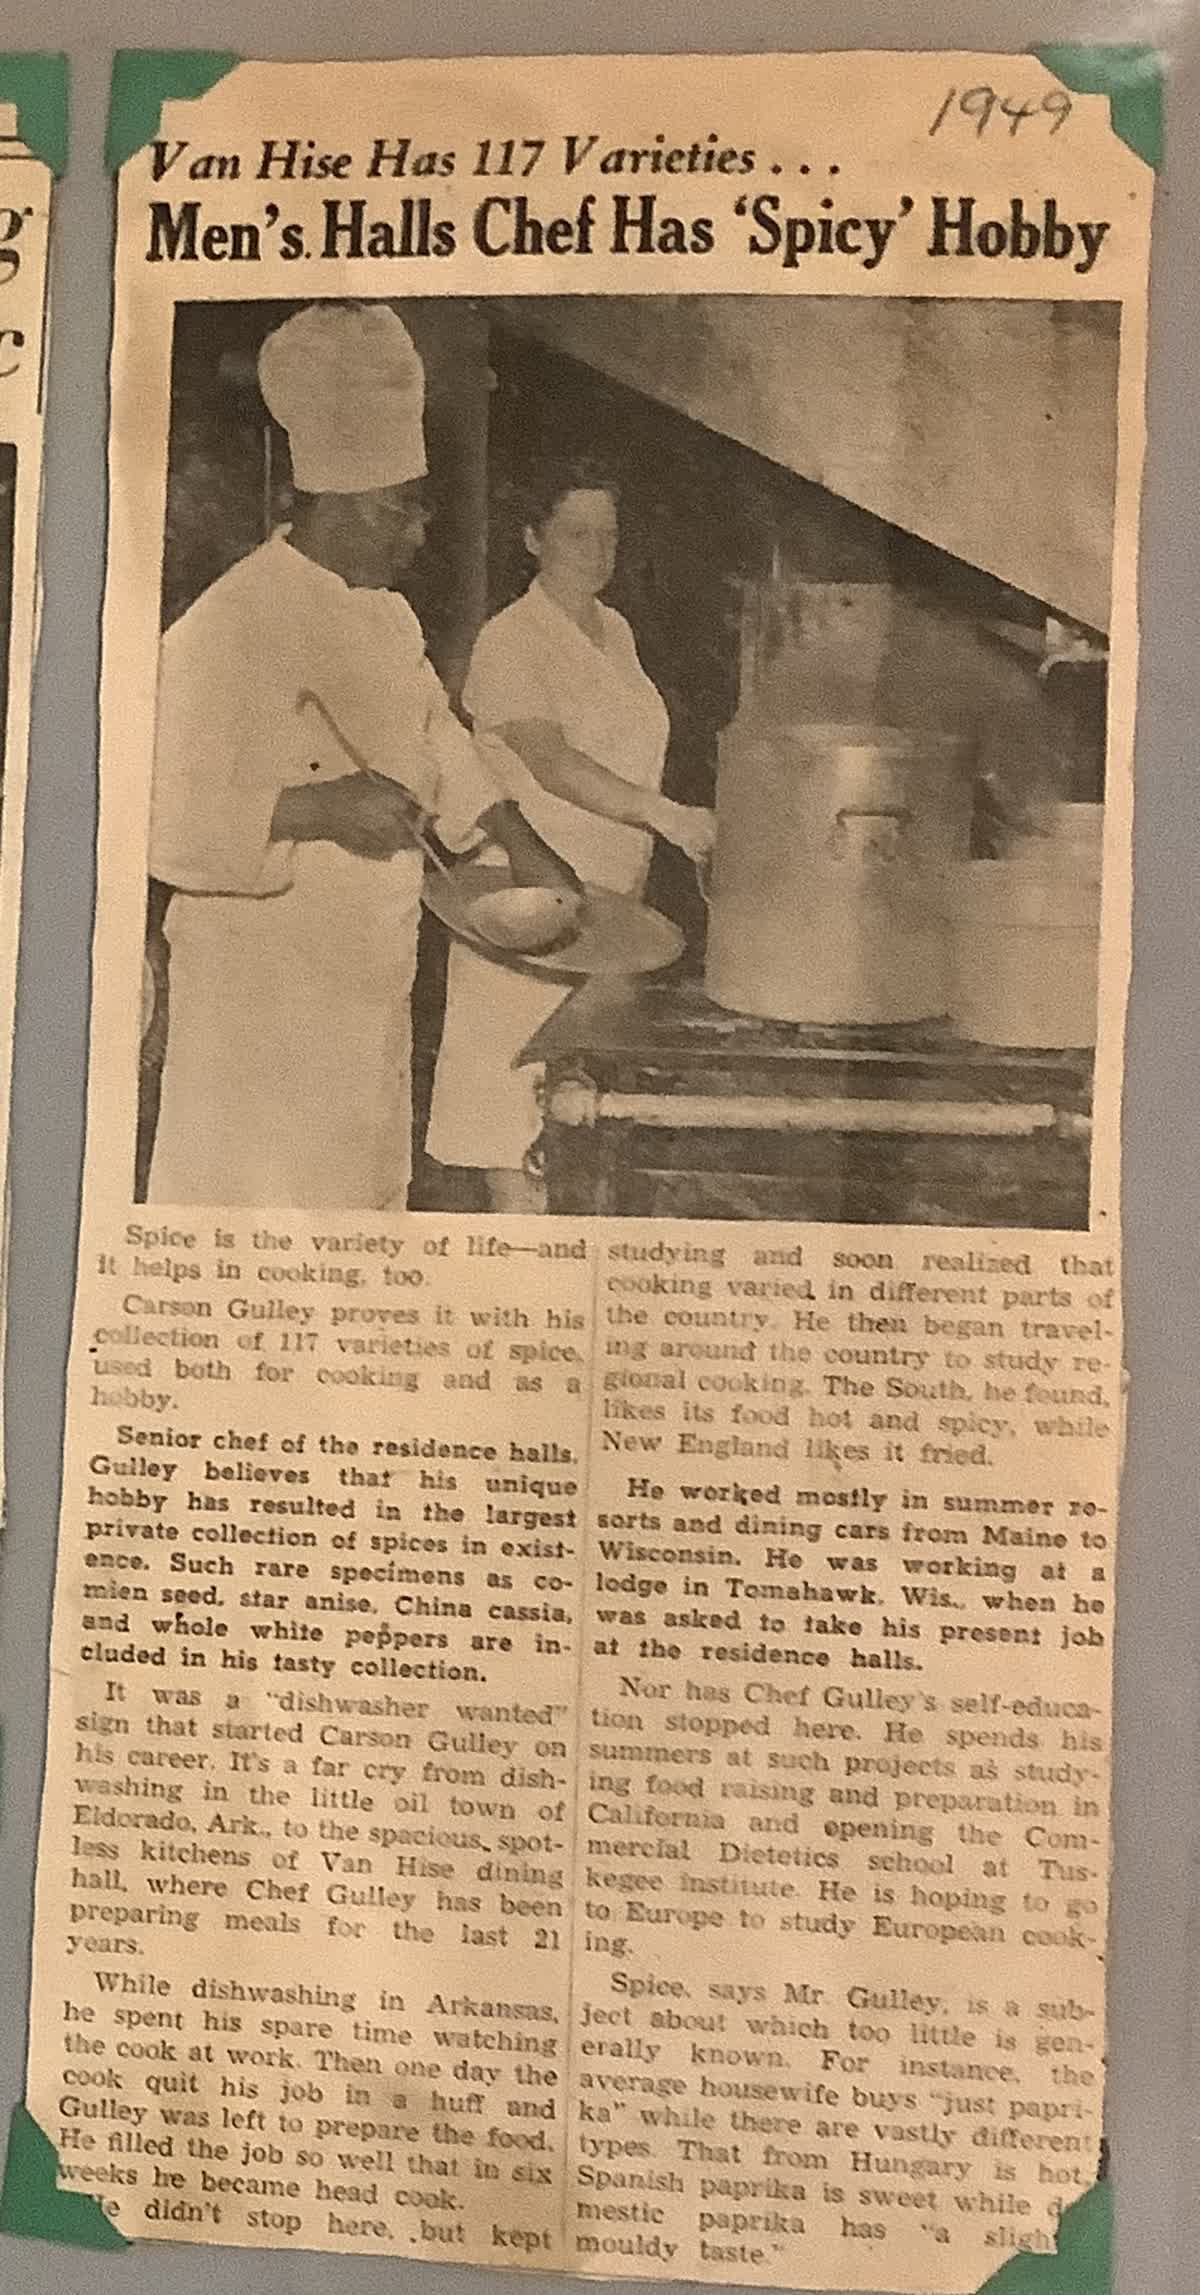 1949
Van Hise Has 117 Varieties . . .
Men's Halls Chef Has 'Spicy' Hobby
Spice is the variety of life—and
it helps in cooking, too.
Carson Gulley proves it with his
collection of 117 varieties of spice,
used both for cooking and as a
hobby.
Senior chef of the residence halls,
Gulley believes that his unique
hobby has resulted in the largest
private collection of spices in exist-
ence. Such rare specimens as co-
mien seed, star anise, China cassia,
and whole white peppers are in-
cluded in his tasty collection.
It was a "dishwasher wanted"
sign that started Carson Gulley on
his career. It's a far cry from dish-
washing in the little oil town of
Eldorado, Ark., to the spacious, spot-
less kitchens of Van Hise dining
hall, where Chef Gulley has been
preparing meals for the last 21
years.
While dishwashing in Arkansas,
he spent his spare time watching
the cook at work. Then one day the
cook quit his job in a huff and
Gulley was left to prepare the food.
He filled the job so well that in six
weeks he became head cook.
He didn't stop here, but kept
studying and soon realized that
cooking varied in different parts of
the country. He then began travel-
ing around the country to study re-
gional cooking. The South, he found,
likes its food hot and spicy, while
New England likes it fried.
He worked mostly in summer re-
sorts and dining cars from Maine to
Wisconsin. He was working at a
lodge in Tomahawk, Wis., when he
was asked to take his present job
at the residence halls.
Nor has Chef Gulley's self-educa-
tion stopped here. He spends his
summers at such projects as study-
ing food raising and preparation in
California and opening the Com-
mercial Dietetics school at Tus-
kegee institute. He is hoping to go
to Europe to study European cook-
ing.
Spice, says Mr. Gulley, is a sub-
ject about which too little is gen-
erally known. For instance, the
average housewife buys "just papri-
ka" while there are vastly different
types. That from Hungary is hot,
Spanish paprika is sweet while
mestic paprika has "a slight
mouldy taste."